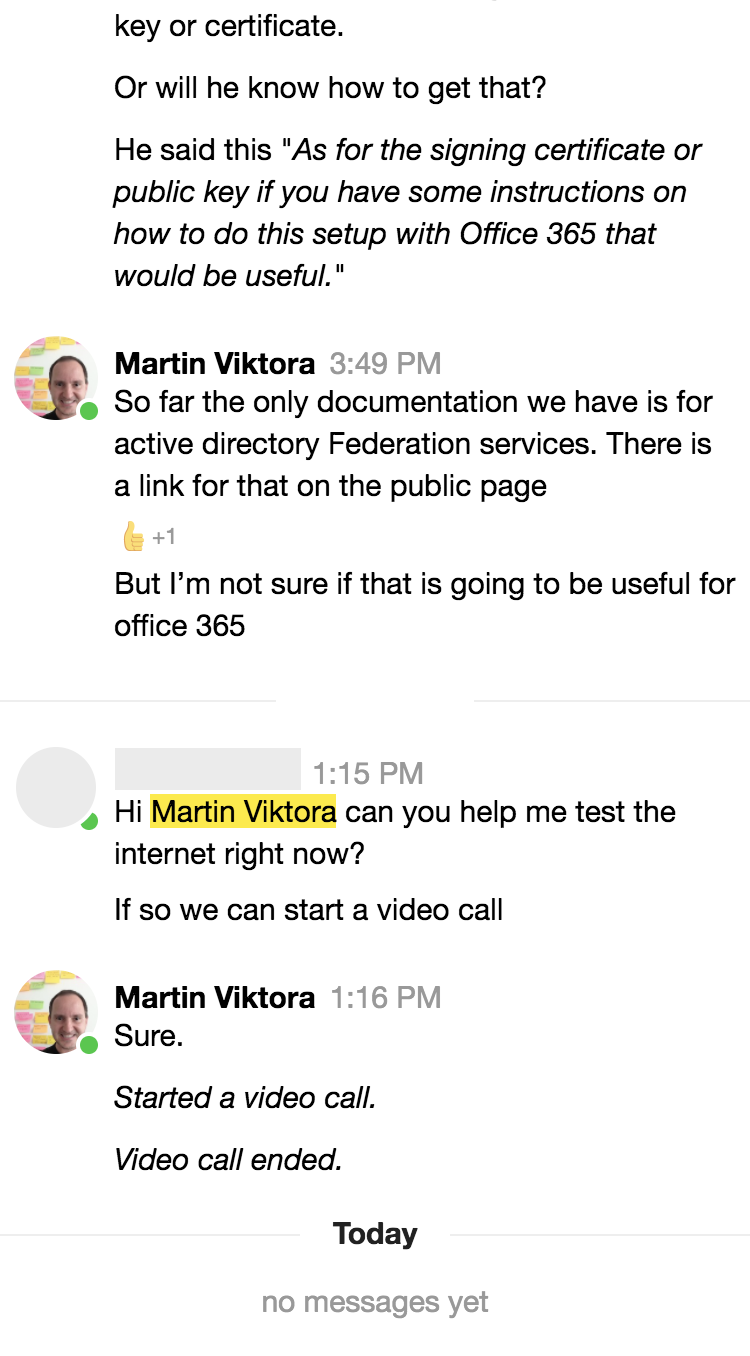 key or certificate.
Or will he know how to get that?
He said this "As for the signing certificate or
public key if you have some instructions on
how to do this setup with Office 365 that
would be useful."
Martin Viktora 3:49 PM
So far the only documentation we have is for
active directory Federation services. There is
a link for that on the public page
+1
But I’m not sure if that is going to be useful for
office 365
1:15 PM
Hi Martin Viktora can you help me test the
internet right now?
If so we can start a video call
Martin Viktora 1:16 PM
Sure.
Started a video call.
Video call ended.
Today
no messages yet